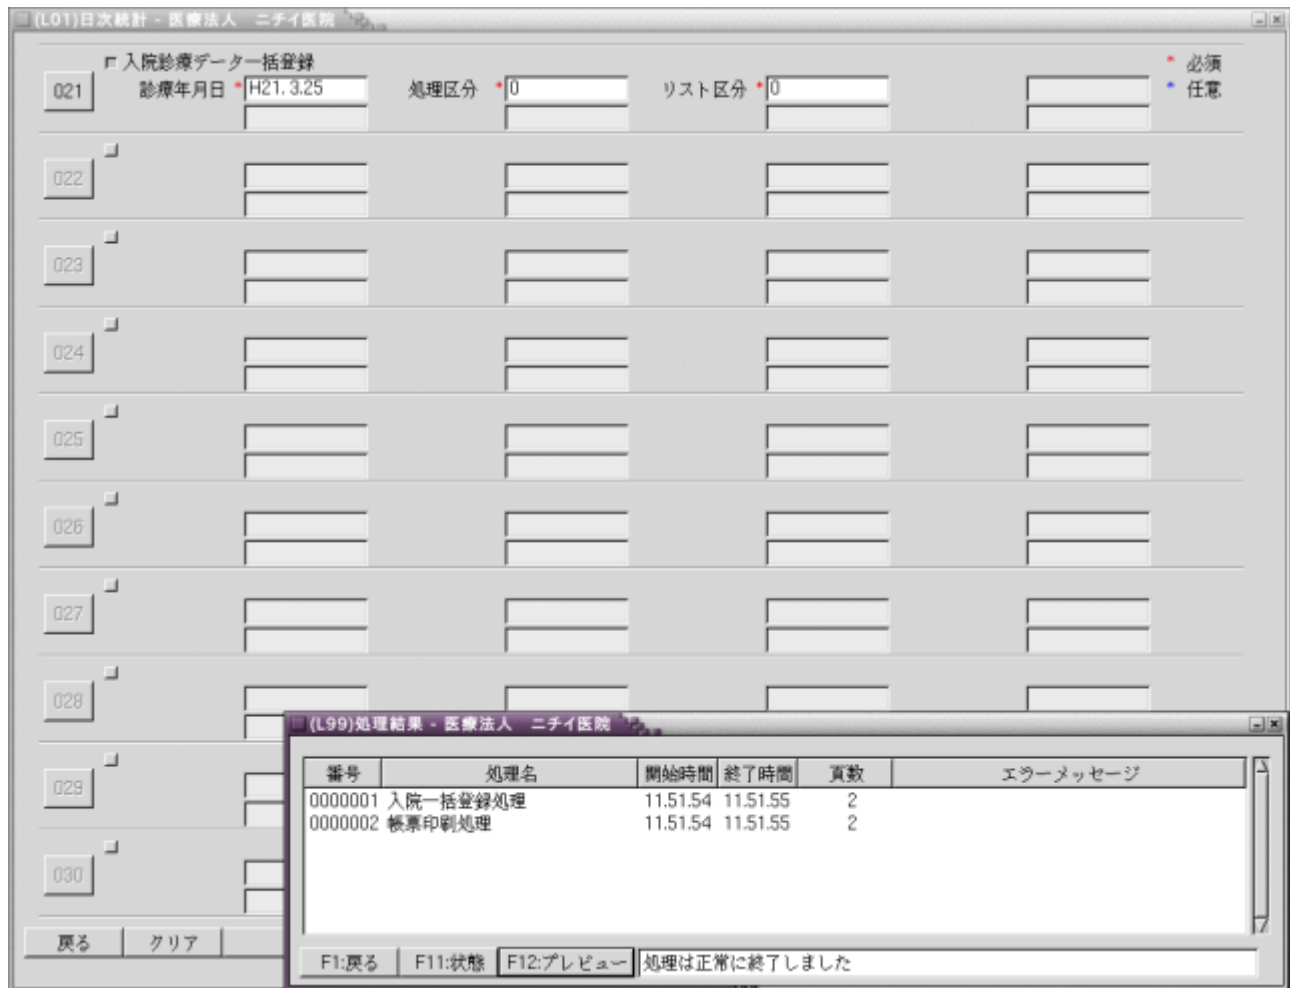 (L01)日次統計 - 医療法人　ニチイ医院
021
入院診療データ一括登録
診療年月日 * H21. 3.25 処理区分 * 0 リスト区分 * 0
* 必須
* 任意
022
023
024
025
026
027
028
029
030
戻る クリア
(L99)処理結果 - 医療法人　ニチイ医院
番号 処理名 開始時間 終了時間 頁数 エラーメッセージ
0000001 入院一括登録処理 11.51.54 11.51.55 2
0000002 帳票印刷処理 11.51.54 11.51.55 2
F1:戻る F11:状態 F12:プレビュー 処理は正常に終了しました